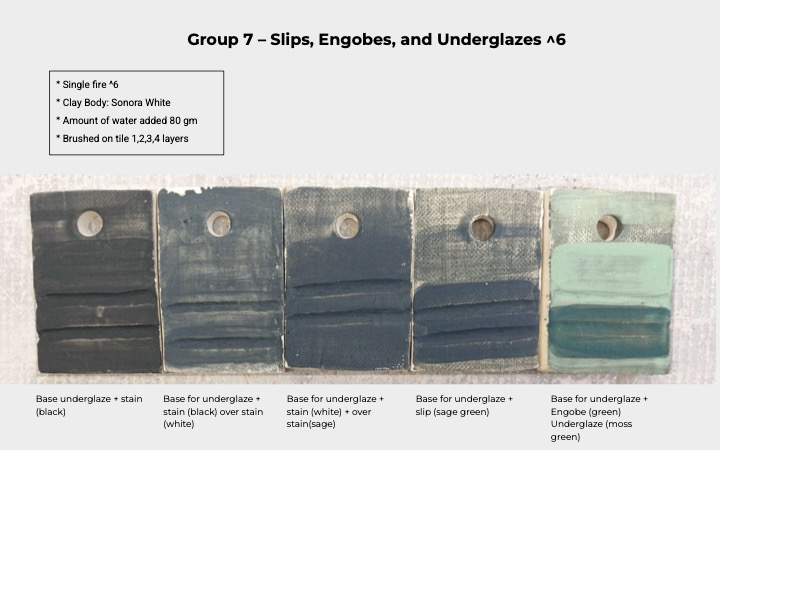 Group 7 – Slips, Engobes, and Underglazes ^6
* Single fire ^6
* Clay Body: Sonora White
* Amount of water added 80 gm
* Brushed on tile 1,2,3,4 layers
Base underglaze + stain
(black)
Base for underglaze +
stain (black) over stain
(white)
Base for underglaze +
stain (white) + over
stain(sage)
Base for underglaze +
slip (sage green)
Base for underglaze +
Engobe (green)
Underglaze (moss
green)